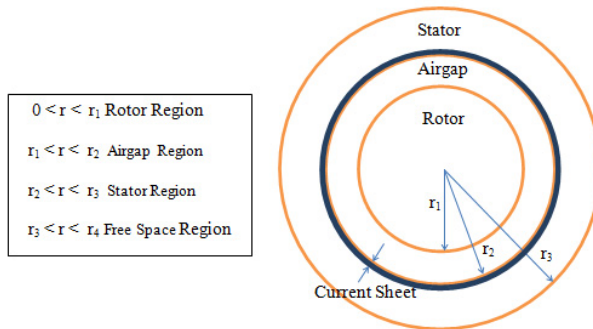 0 < r < r1 Rotor Region
r1 < r < r2 Airgap Region
r2 < r < r3 Stator Region
r3 < r < r4 Free Space Region
Stator
Airgap
Rotor
r1
r2
r3
Current Sheet